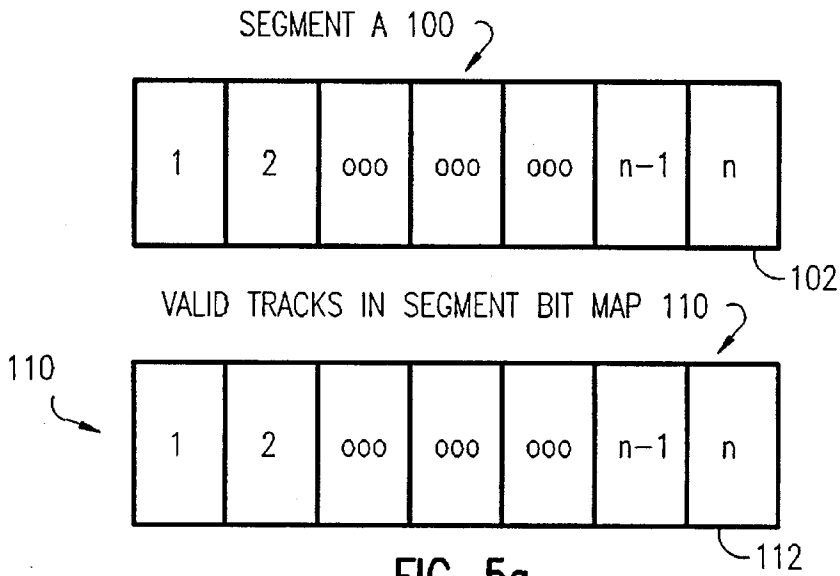 SEGMENT A 100
1 2 ooo ooo ooo n-1 n
102
VALID TRACKS IN SEGMENT BIT MAP 110
110
1 2 ooo ooo ooo n-1 n
112
FIG. 5a